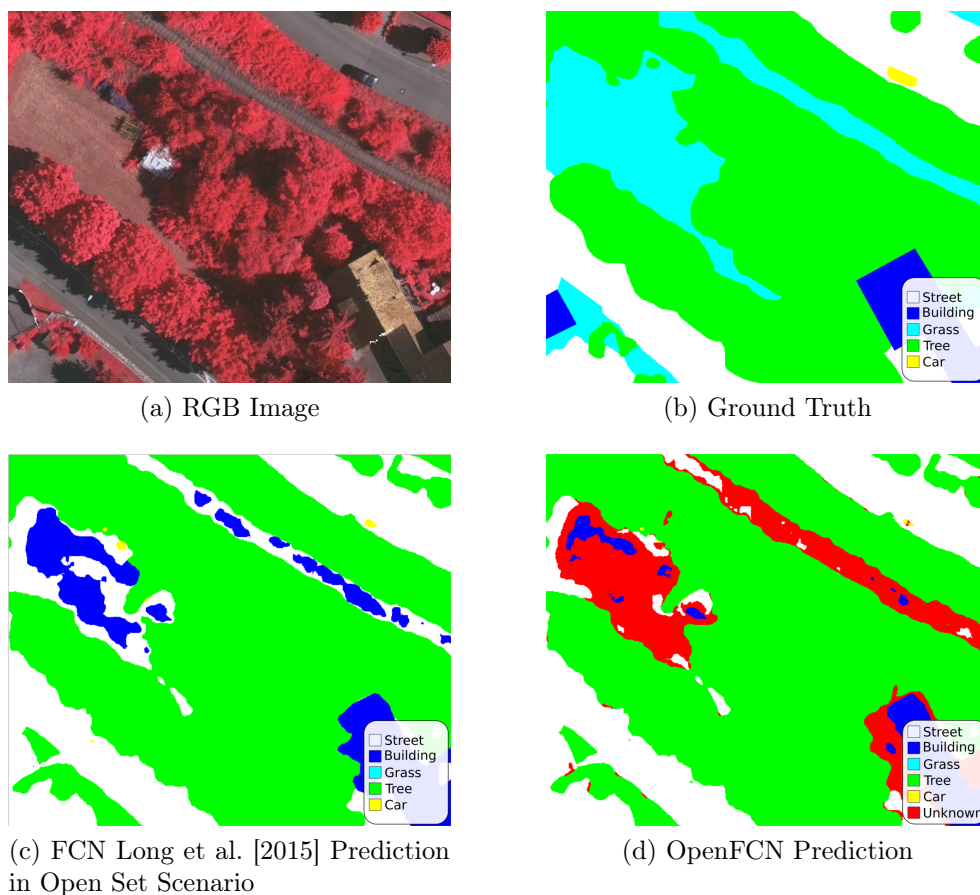 (a) RGB Image
Street
Building
Grass
Tree
Car
(b) Ground Truth
Street
Building
Grass
Tree
Car
(c) FCN Long et al. [2015] Prediction
in Open Set Scenario
Street
Building
Grass
Tree
Car
Unknown
(d) OpenFCN Prediction